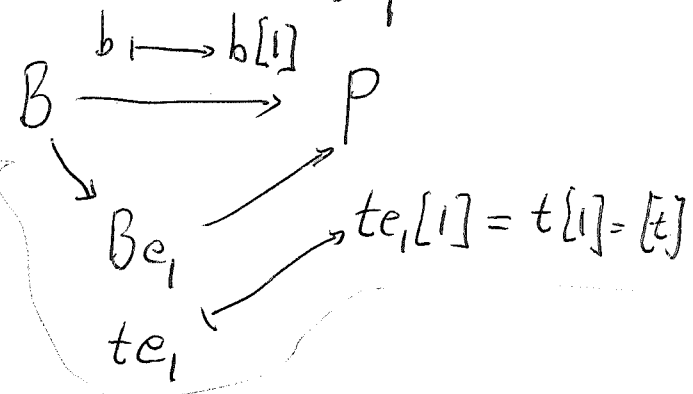 b ↦ b[1]
B → P
Be₁
te₁[1] = t[1] = [t]
te₁